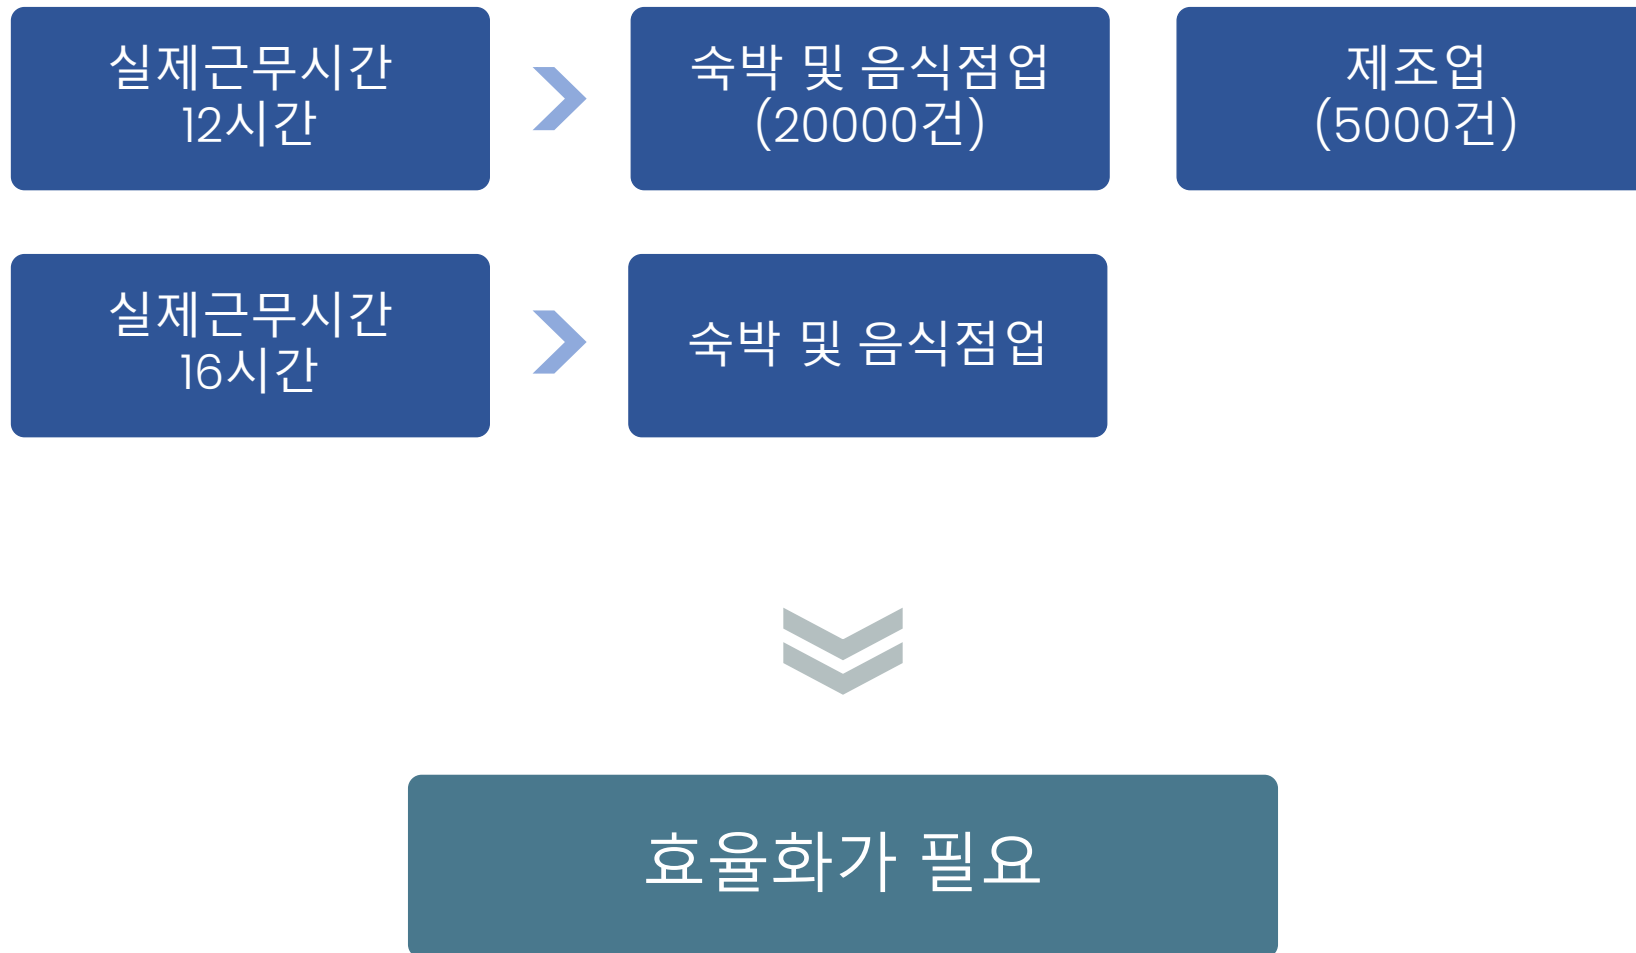 실제근무시간
12시간
숙박 및 음식점업
(20000건)
제조업
(5000건)
실제근무시간
16시간
숙박 및 음식점업
효율화가 필요